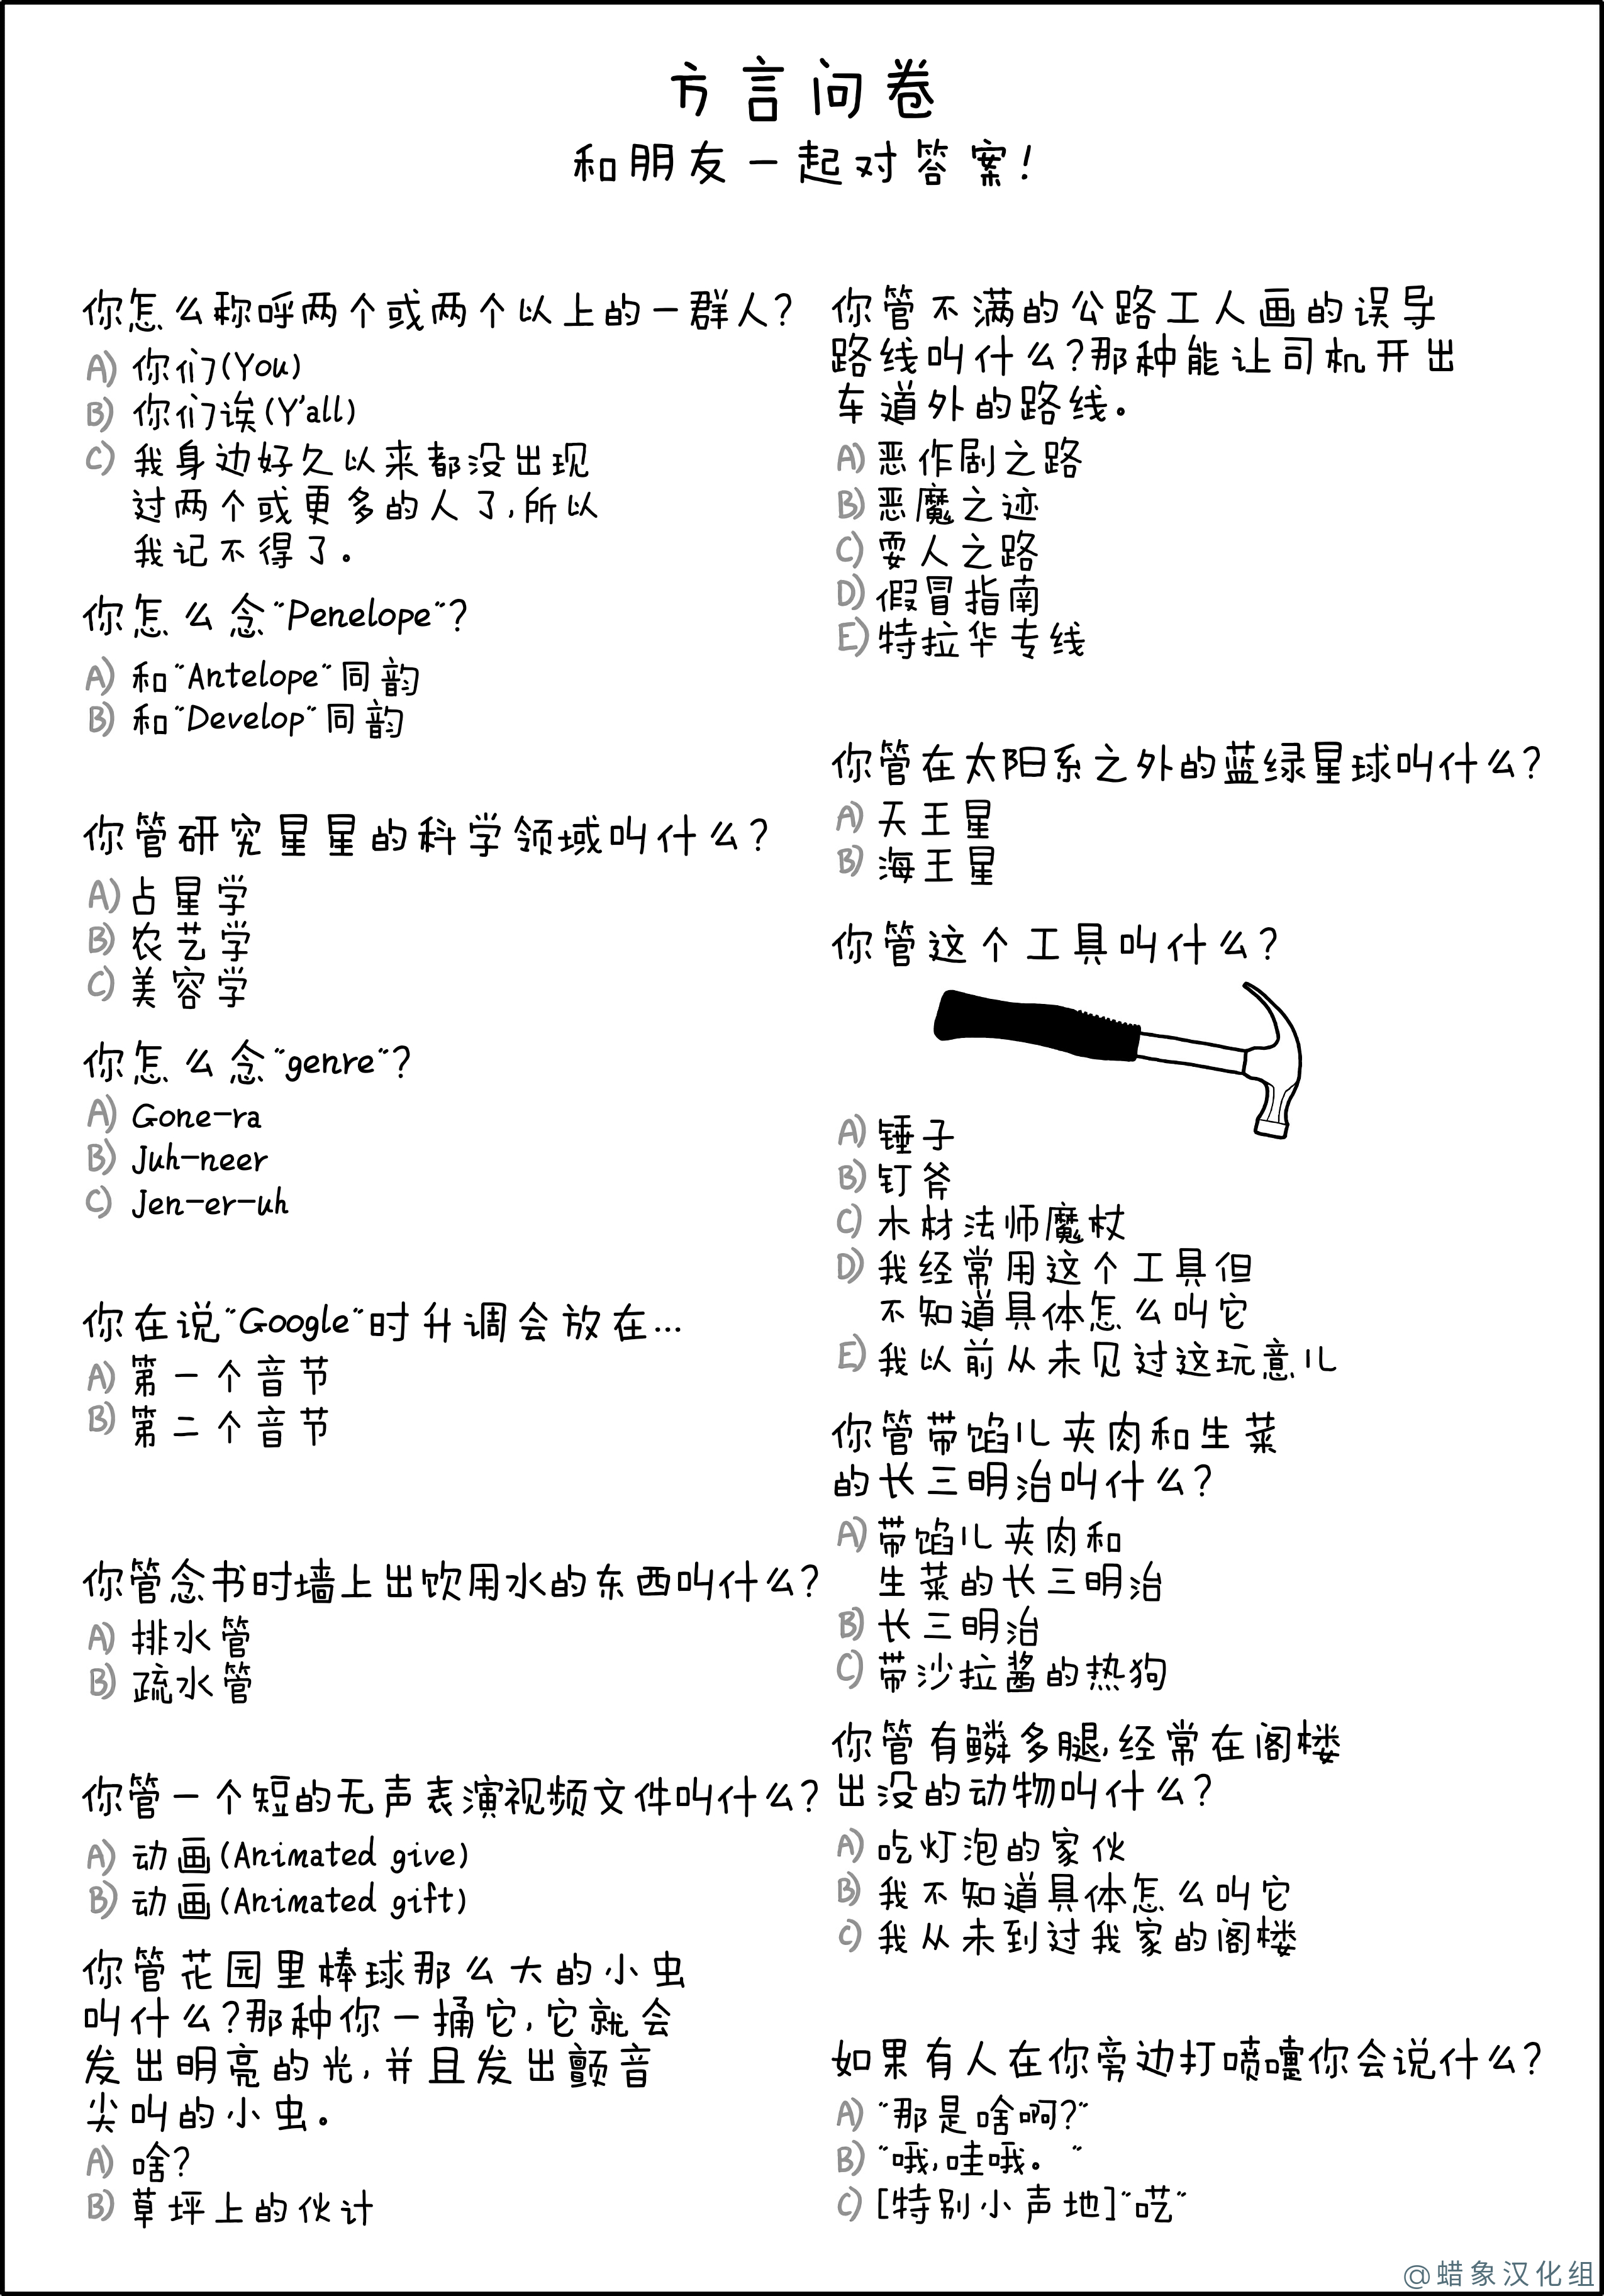 方言问卷
和朋友一起对答案!
你怎么称呼两个或两个以上的一群人?
A) 你们(You)
B) 你们诶(Y'all)
C) 我身边好久以来都没出现
过两个或更多的人了,所以
我记不得了。
你怎么念"Penelope"?
A) 和"Antelope"同韵
B) 和"Develop"同韵
你管研究星星的科学领域叫什么?
A) 占星学
B) 农艺学
C) 美容学
你怎么念"genre"?
A) Gone-ra
B) Juh-neer
C) Jen-er-uh
你在说"Google"时升调会放在...
A) 第一个音节
B) 第二个音节
你管念书时墙上出饮用水的东西叫什么?
A) 排水管
B) 疏水管
你管一个短的无声表演视频文件叫什么?
A) 动画(Animated give)
B) 动画(Animated gift)
你管花园里棒球那么大的小虫
叫什么?那种你一捅它,它就会
发出明亮的光,并且发出颤音
尖叫的小虫。
A) 啥?
B) 草坪上的伙计
你管不满的公路工人画的误导
路线叫什么?那种能让司机开出
车道外的路线。
A) 恶作剧之路
B) 恶魔之迹
C) 耍人之路
D) 假冒指南
E) 特拉华专线
你管在太阳系之外的蓝绿星球叫什么?
A) 天王星
B) 海王星
你管这个工具叫什么?
A) 锤子
B) 钉斧
C) 木材法师魔杖
D) 我经常用这个工具但
不知道具体怎么叫它
E) 我以前从未见过这玩意儿
你管带馅儿夹肉和生菜
的长三明治叫什么?
A) 带馅儿夹肉和
生菜的长三明治
B) 长三明治
C) 带沙拉酱的热狗
你管有鳞多腿,经常在阁楼
出没的动物叫什么?
A) 吃灯泡的家伙
B) 我不知道具体怎么叫它
C) 我从未到过我家的阁楼
如果有人在你旁边打喷嚏你会说什么?
A) "那是啥啊?"
B) "哦,哇哦。"
C) [特别小声地]"哎"
@蜡象汉化组